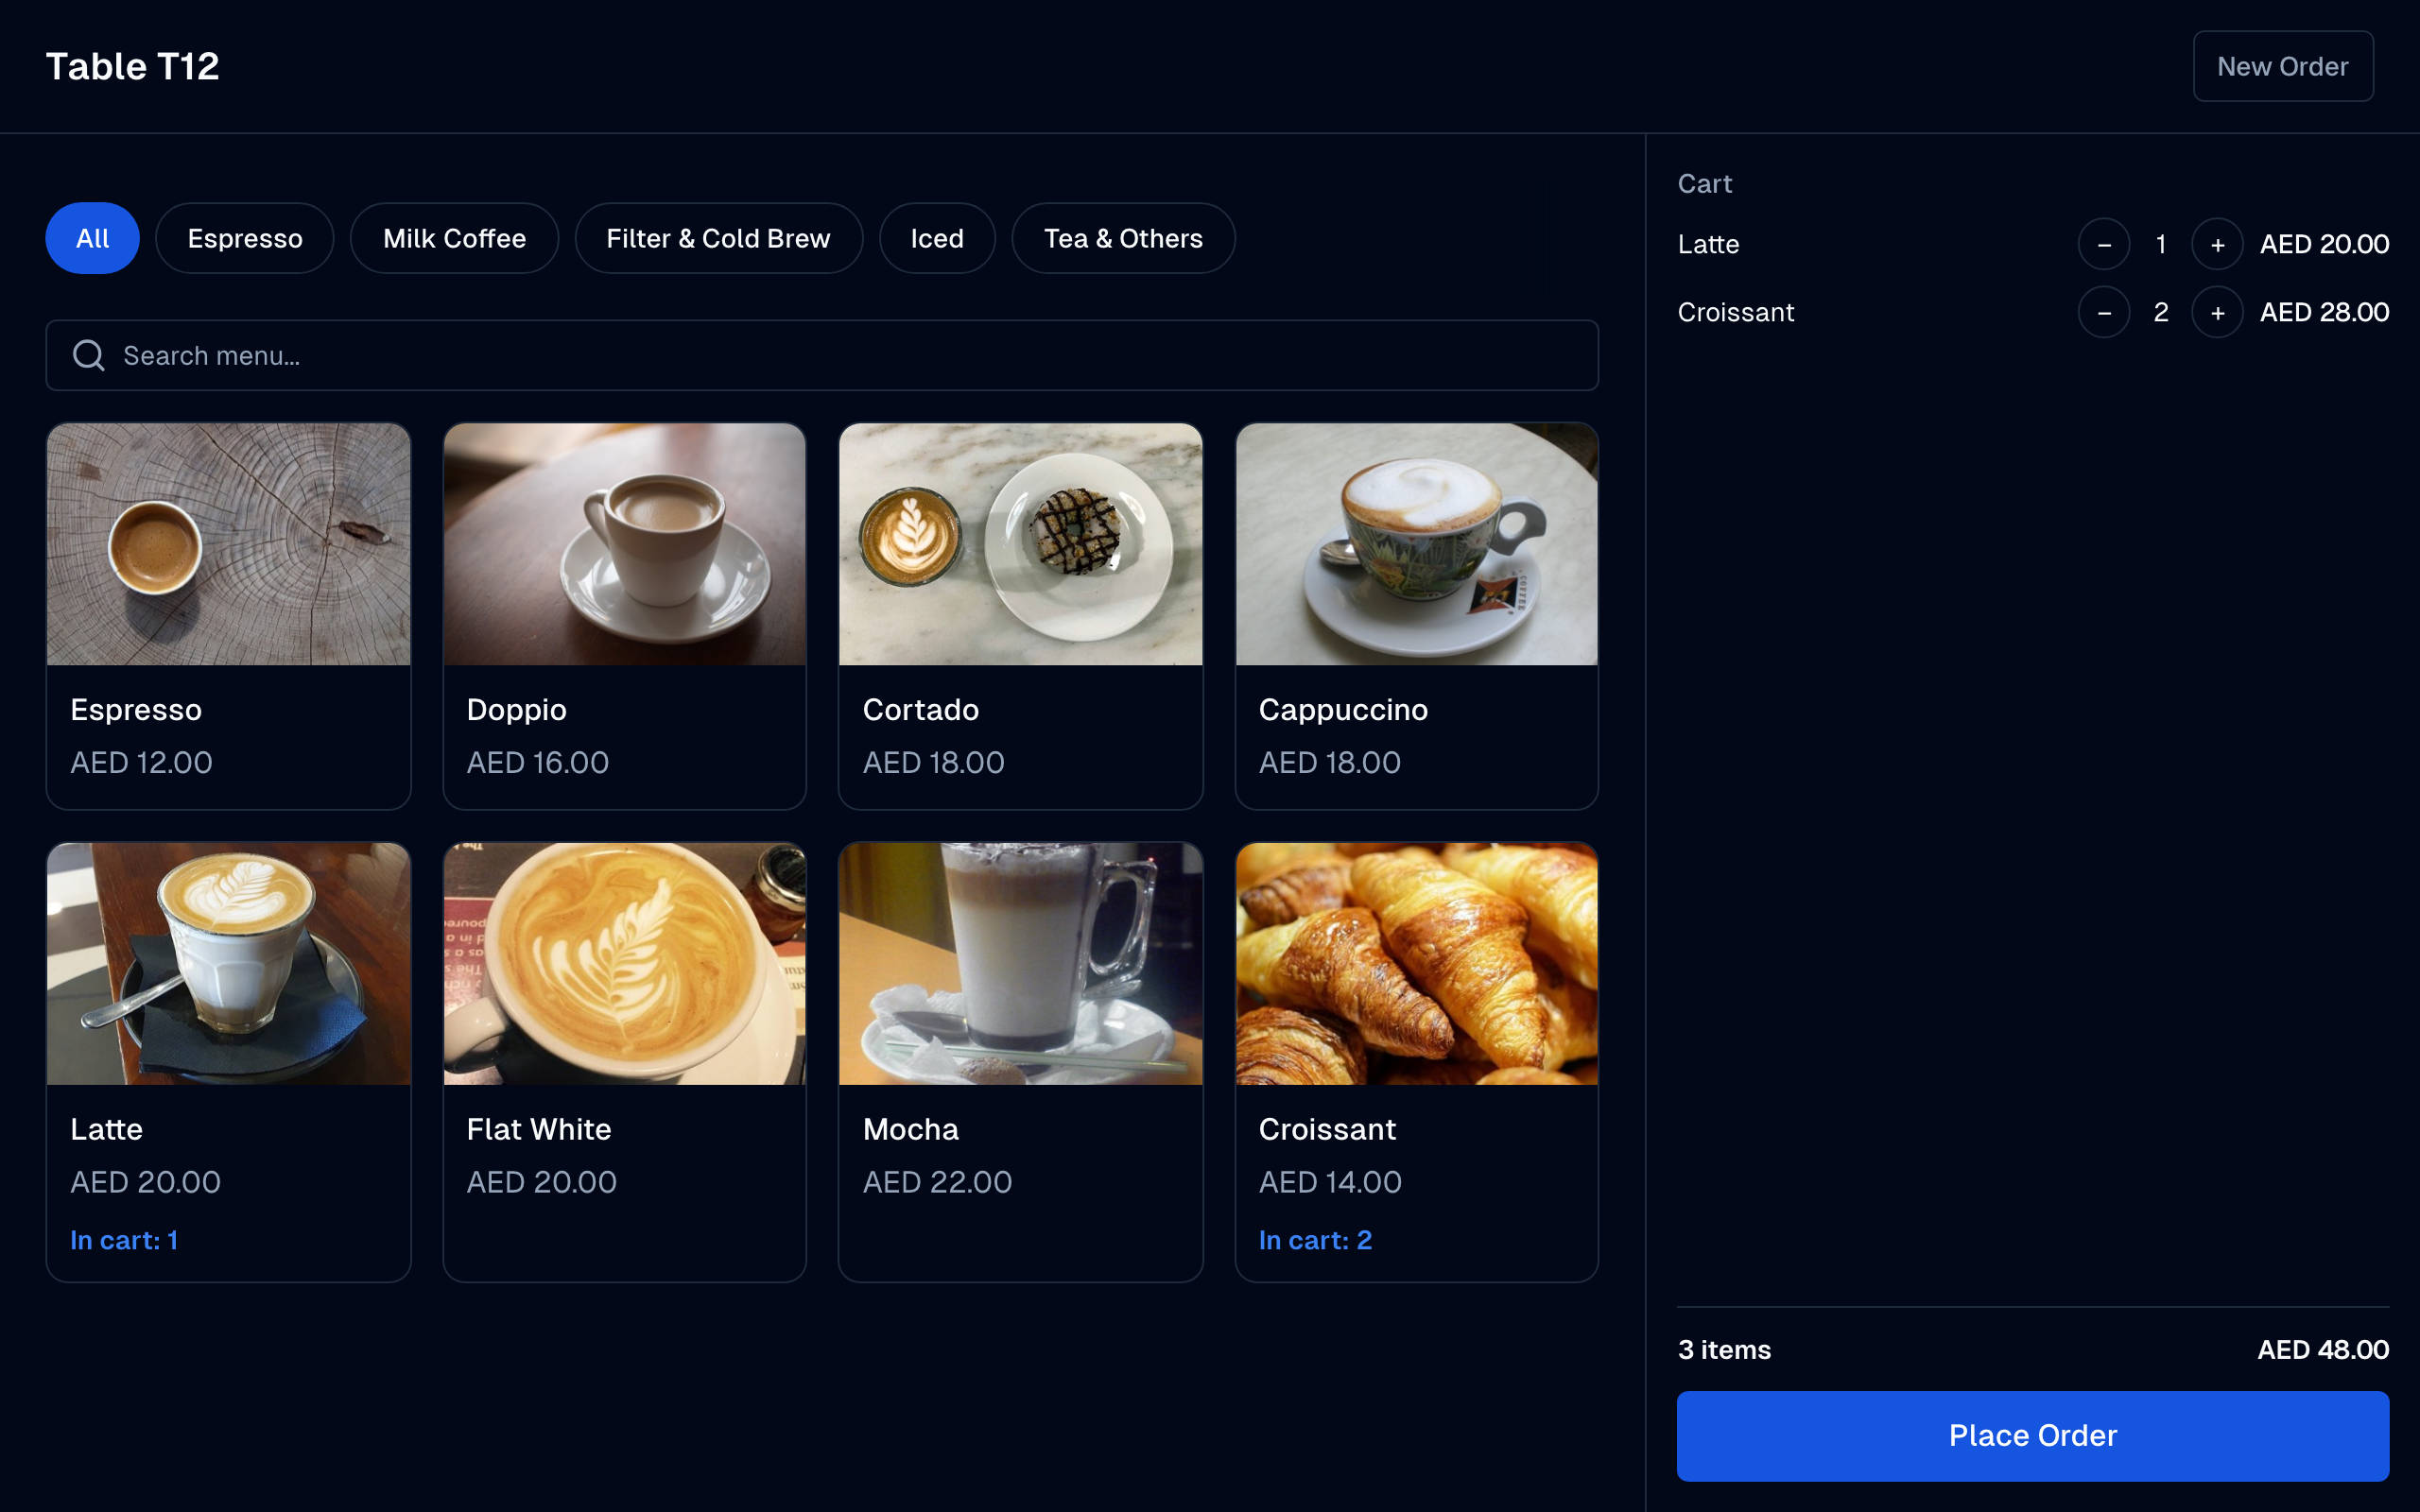 Table T12
New Order
All
Espresso
Milk Coffee
Filter & Cold Brew
Iced
Tea & Others
Search menu...
Espresso
AED 12.00
Doppio
AED 16.00
Cortado
AED 18.00
COFFEE
Cappuccino
AED 18.00
Latte
AED 20.00
In cart: 1
Flat White
AED 20.00
Mocha
AED 22.00
Croissant
AED 14.00
In cart: 2
Cart
Latte
− 1 + AED 20.00
Croissant
− 2 + AED 28.00
3 items
AED 48.00
Place Order